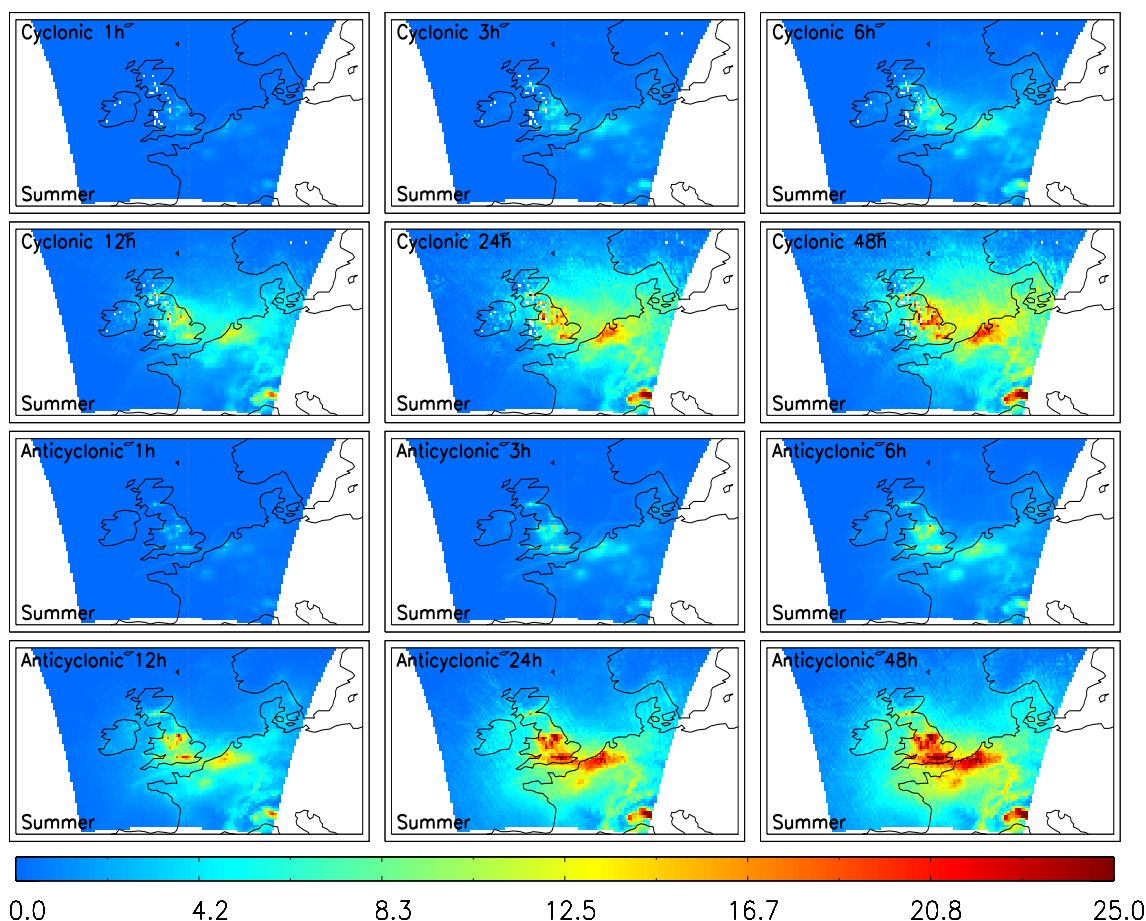 Cyclonic 1h
Cyclonic 3h
Cyclonic 6h
Summer
Summer
Summer
Cyclonic 12h
Cyclonic 24h
Cyclonic 48h
Summer
Summer
Summer
Anticyclonic 1h
Anticyclonic 3h
Anticyclonic 6h
Summer
Summer
Summer
Anticyclonic 12h
Anticyclonic 24h
Anticyclonic 48h
Summer
Summer
Summer
0.0 4.2 8.3 12.5 16.7 20.8 25.0